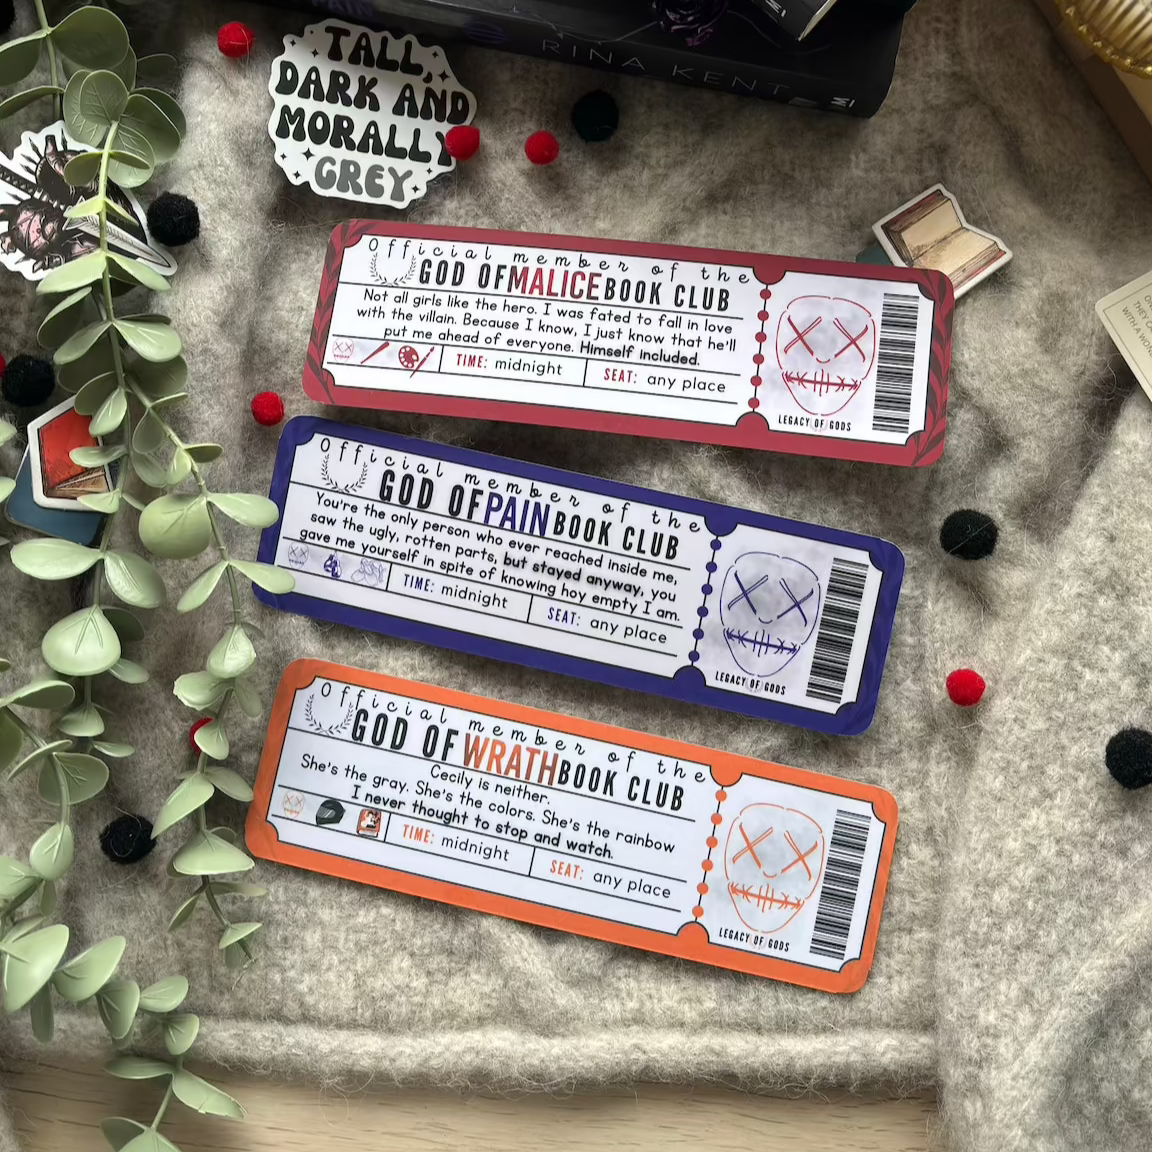 RINA KENT
TALL,
DARK AND
MORALLY
GREY
Official member of the
GOD OF MALICE BOOK CLUB
Not all girls like the hero. I was fated to fall in love
with the villain. Because I know, I just know that he'll
put me ahead of everyone. Himself included.
TIME: midnight
SEAT: any place
LEGACY OF GODS
Official member of the
GOD OF PAIN BOOK CLUB
You're the only person who ever reached inside me,
saw the ugly, rotten parts, but stayed anyway, you
gave me yourself in spite of knowing hoy empty I am.
TIME: midnight
SEAT: any place
LEGACY OF GODS
Official member of the
GOD OF WRATH BOOK CLUB
Cecily is neither.
She's the gray. She's the colors. She's the rainbow
I never thought to stop and watch.
TIME: midnight
SEAT: any place
LEGACY OF GODS